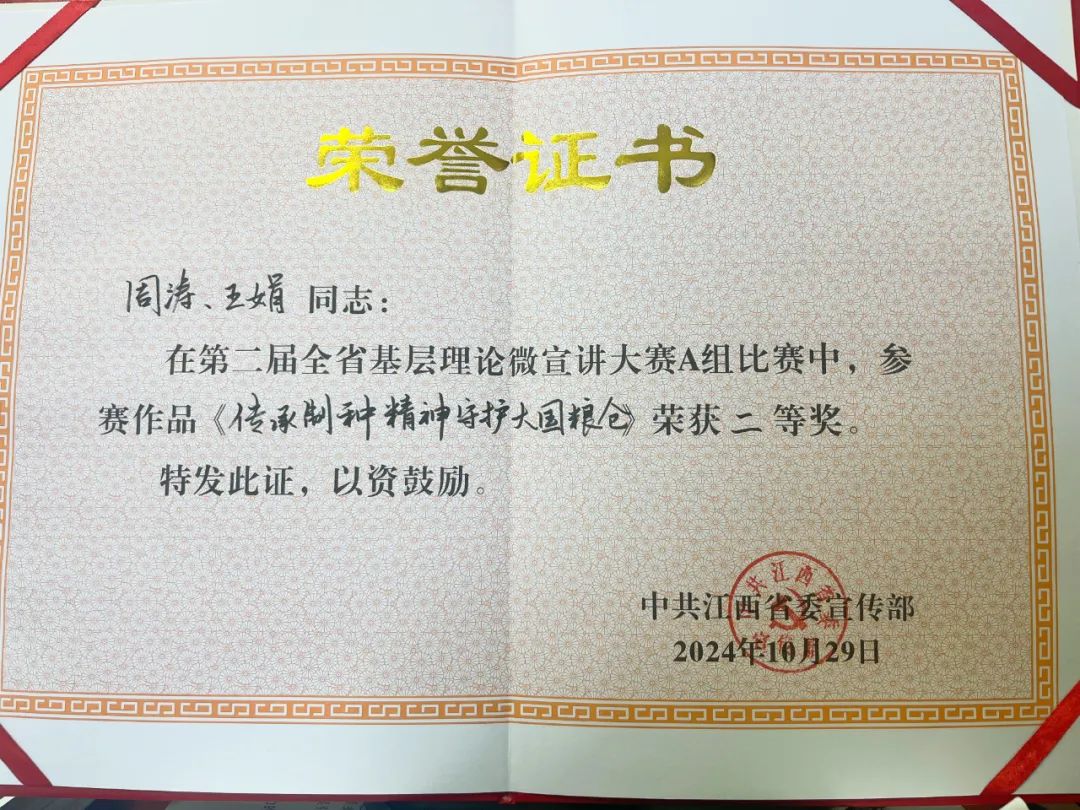 荣誉证书
周涛、王娟 同志：
在第二届全省基层理论微宣讲大赛A组比赛中，参
赛作品《传承制种精神守护大国粮仓》荣获 二 等奖。
特发此证，以资鼓励。
中共江西省委宣传部
2024年10月29日